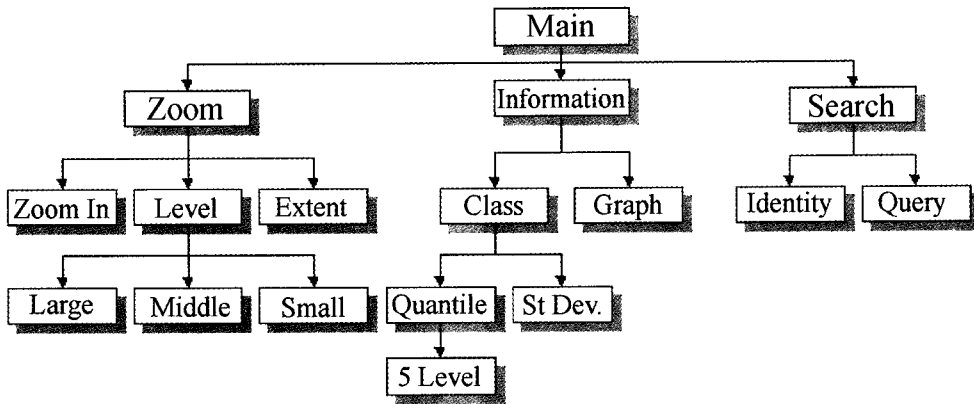 Main
Zoom
Information
Search
Zoom In
Level
Extent
Class
Graph
Identity
Query
Large
Middle
Small
Quantile
St Dev.
5 Level